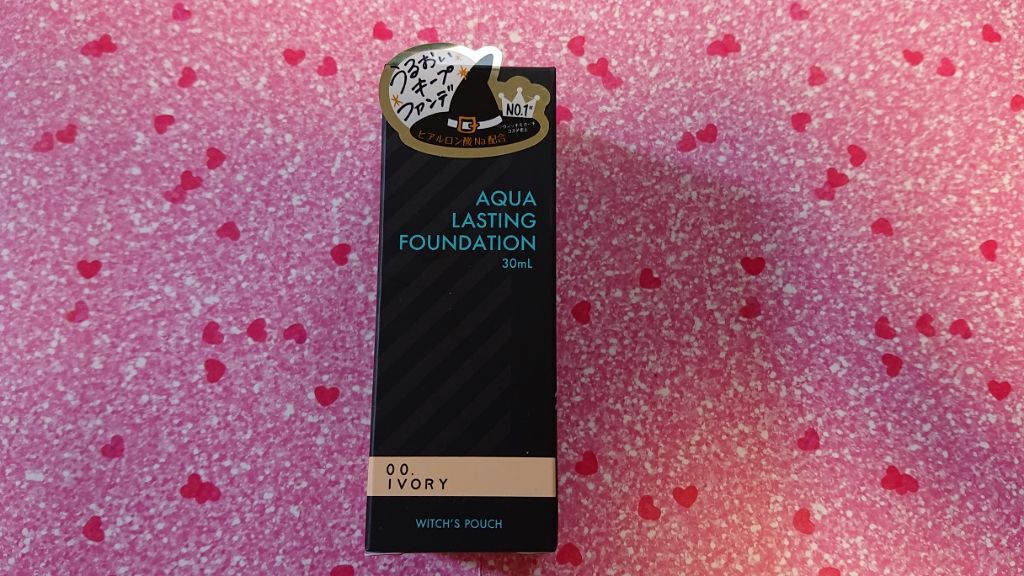 うるおい
キープ
ファンデ
NO.1
ヒアルロン酸Na配合
AQUA
LASTING
FOUNDATION
30mL
00.
IVORY
WITCH'S POUCH